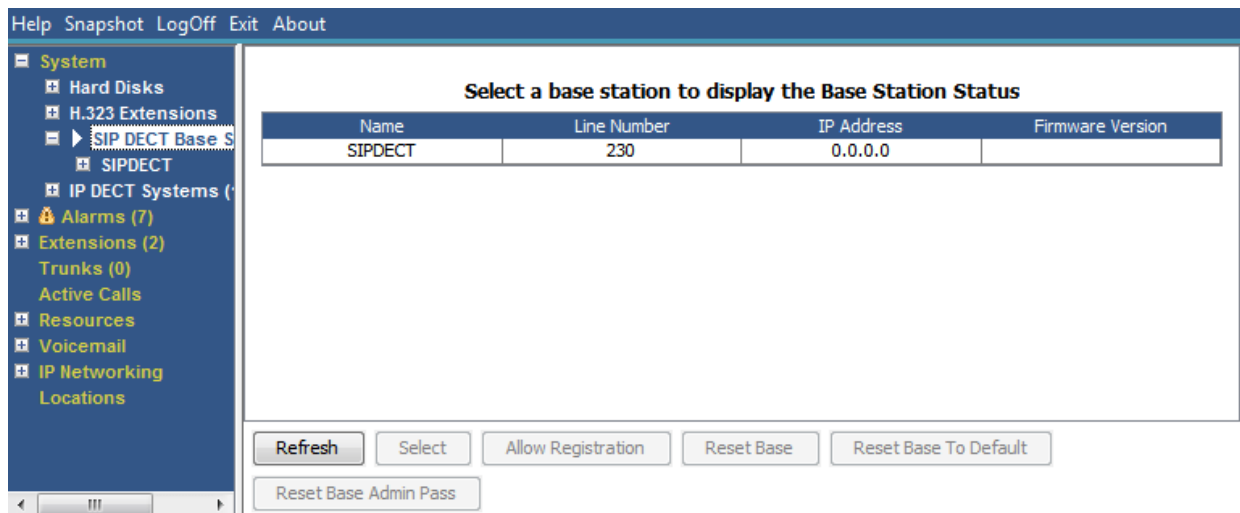 Help Snapshot LogOff Exit About
System
Hard Disks
H.323 Extensions
SIP DECT Base S
SIPDECT
IP DECT Systems (
Alarms (7)
Extensions (2)
Trunks (0)
Active Calls
Resources
Voicemail
IP Networking
Locations
Select a base station to display the Base Station Status
Name Line Number IP Address Firmware Version
SIPDECT 230 0.0.0.0
Refresh Select Allow Registration Reset Base Reset Base To Default
Reset Base Admin Pass